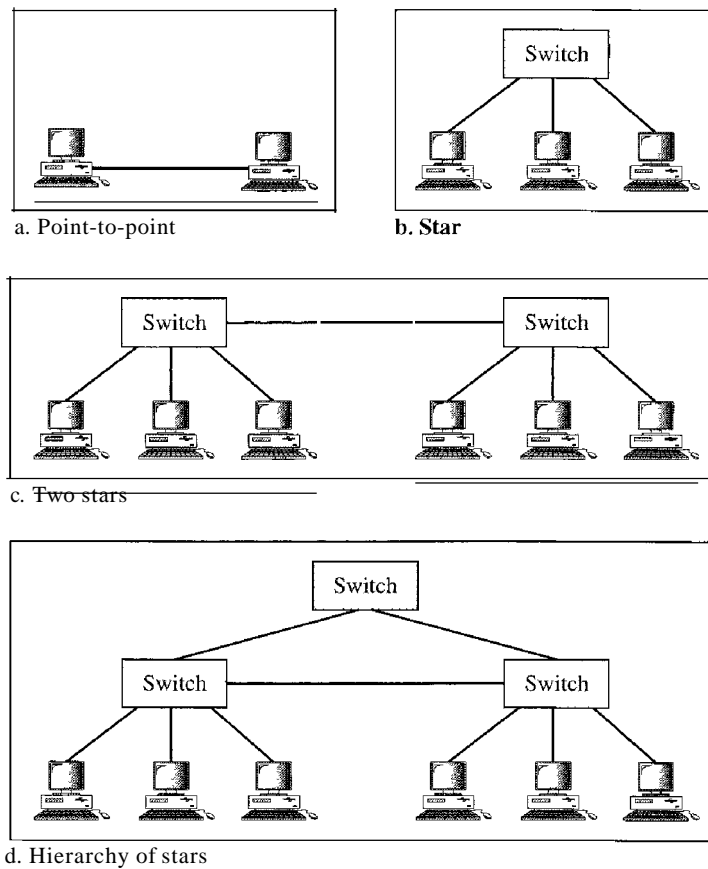 Switch
a. Point-to-point
b. Star
Switch
Switch
c. Two stars
Switch
Switch
Switch
d. Hierarchy of stars